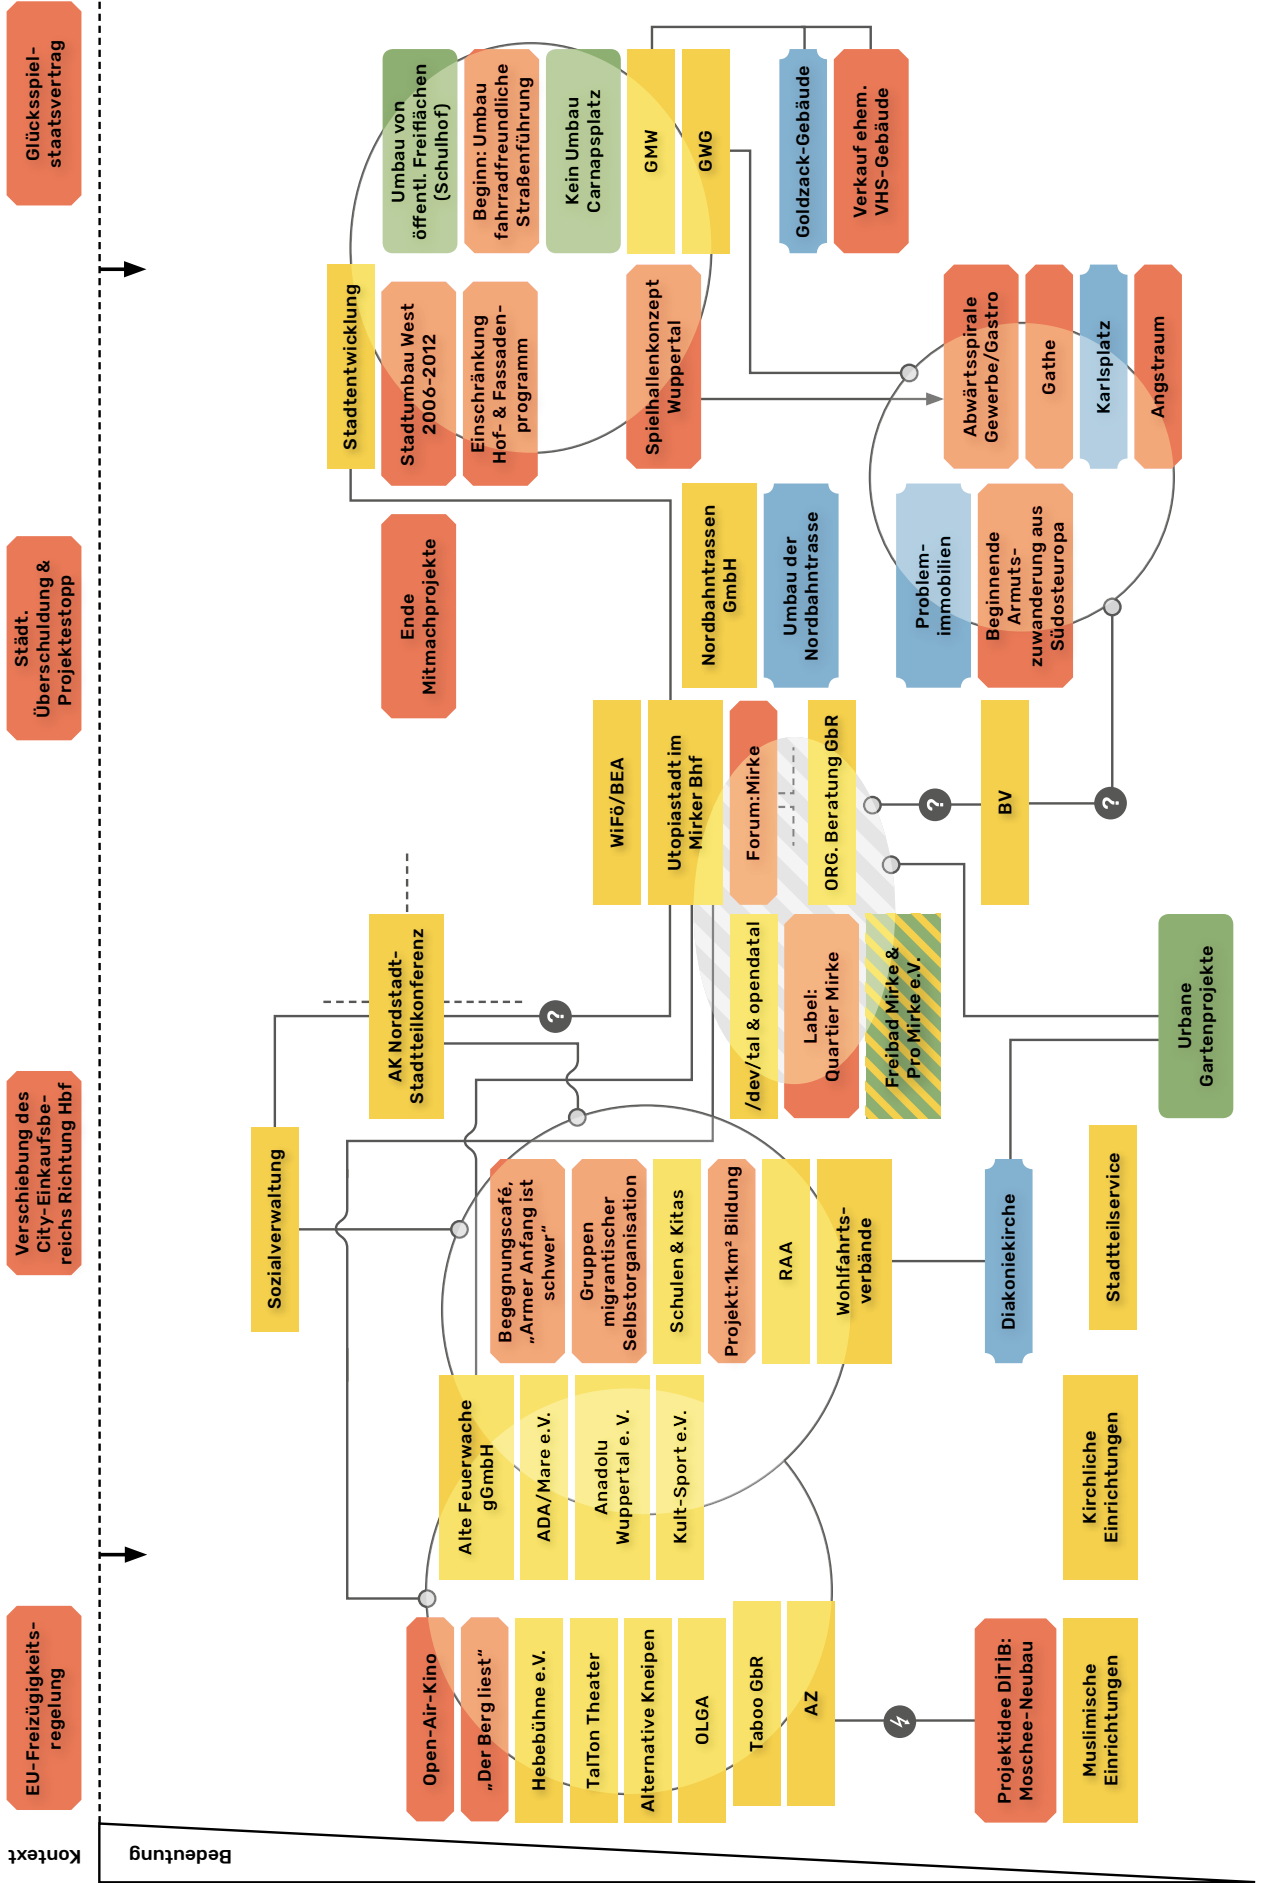 Glücksspiel-
staatsvertrag
Städt.
Überschuldung &
Projektestopp
Verschiebung des
City-Einkaufsbe-
reichs Richtung Hbf
EU-Freizügigkeits-
regelung
Kontext
Bedeutung
Umbau von
öffentl. Freiflächen
(Schulhof)
Beginn: Umbau
fahrradfreundliche
Straßenführung
Kein Umbau
Carnapsplatz
GMW
GWG
Goldzack-Gebäude
Verkauf ehem.
VHS-Gebäude
Stadtentwicklung
Stadtumbau West
2006-2012
Einschränkung
Hof- & Fassaden-
programm
Spielhallenkonzept
Wuppertal
Abwärtsspirale
Gewerbe/Gastro
Gathe
Karlsplatz
Angstraum
Ende
Mitmachprojekte
Nordbahntrassen
GmbH
Umbau der
Nordbahntrasse
Problem-
immobilien
Beginnende
Armuts-
zuwanderung aus
Südosteuropa
WiFö/BEA
Utopiastadt im
Mirker Bhf
Forum:Mirke
ORG. Beratung GbR
?
BV
?
AK Nordstadt-
Stadtteilkonferenz
?
/dev/tal & opendatal
Label:
Quartier Mirke
Freibad Mirke &
Pro Mirke e.V.
Urbane
Gartenprojekte
Sozialverwaltung
Begegnungscafé,
„Armer Anfang ist
schwer“
Gruppen
migrantischer
Selbstorganisation
Schulen & Kitas
Projekt:1km² Bildung
RAA
Wohlfahrts-
verbände
Diakoniekirche
Stadtteilservice
Alte Feuerwache
gGmbH
ADA/Mare e.V.
Anadolu
Wuppertal e. V.
Kult-Sport e.V.
Kirchliche
Einrichtungen
Open-Air-Kino
„Der Berg liest“
Hebebühne e.V.
TalTon Theater
Alternative Kneipen
OLGA
Taboo GbR
AZ
Projektidee DİTİB:
Moschee-Neubau
Muslimische
Einrichtungen